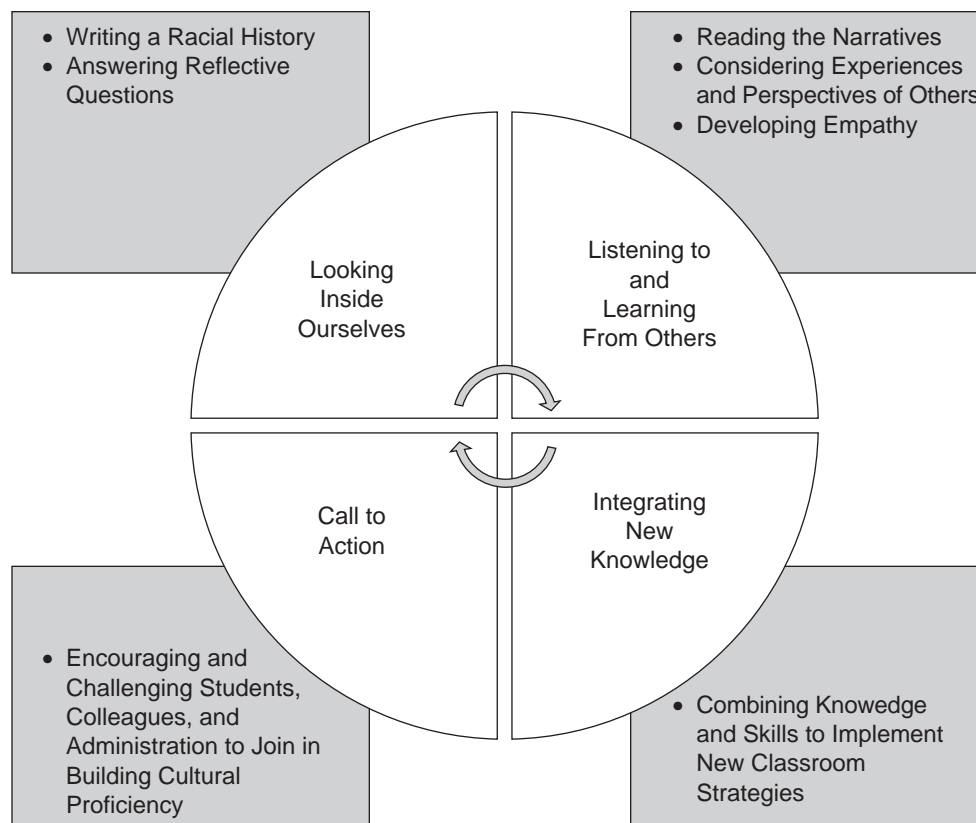 • Writing a Racial History
• Answering Reflective
Questions
• Reading the Narratives
• Considering Experiences
and Perspectives of Others
• Developing Empathy
Looking
Inside
Ourselves
Listening to
and
Learning
From Others
Call to
Action
Integrating
New
Knowledge
• Encouraging and
Challenging Students,
Colleagues, and
Administration to Join in
Building Cultural
Proficiency
• Combining Knowedge
and Skills to Implement
New Classroom
Strategies